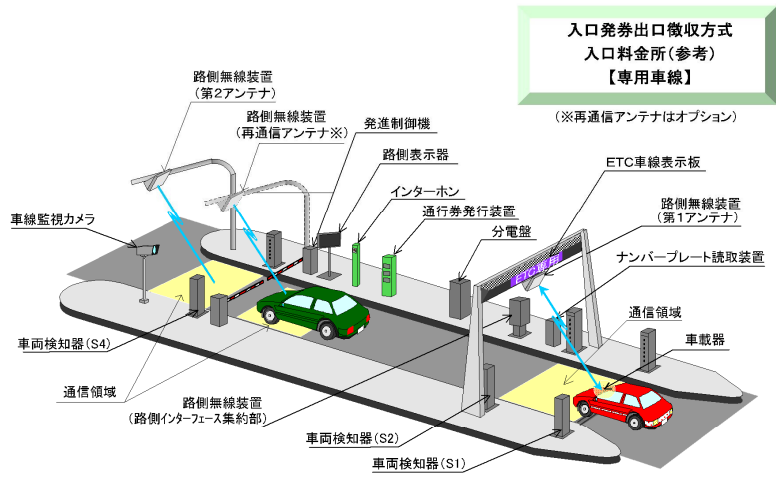 入口発券出口徴収方式
入口料金所(参考)
【専用車線】
(※再通信アンテナはオプション)
路側無線装置
(第2アンテナ)
路側無線装置
(再通信アンテナ※)
発進制御機
路側表示器
インターホン
通行券発行装置
分電盤
ETC車線表示板
路側無線装置
(第1アンテナ)
ナンバープレート読取装置
通信領域
車載器
車線監視カメラ
ETC専用
車両検知器(S4)
通信領域
路側無線装置
(路側インターフェース集約部)
車両検知器(S2)
車両検知器(S1)